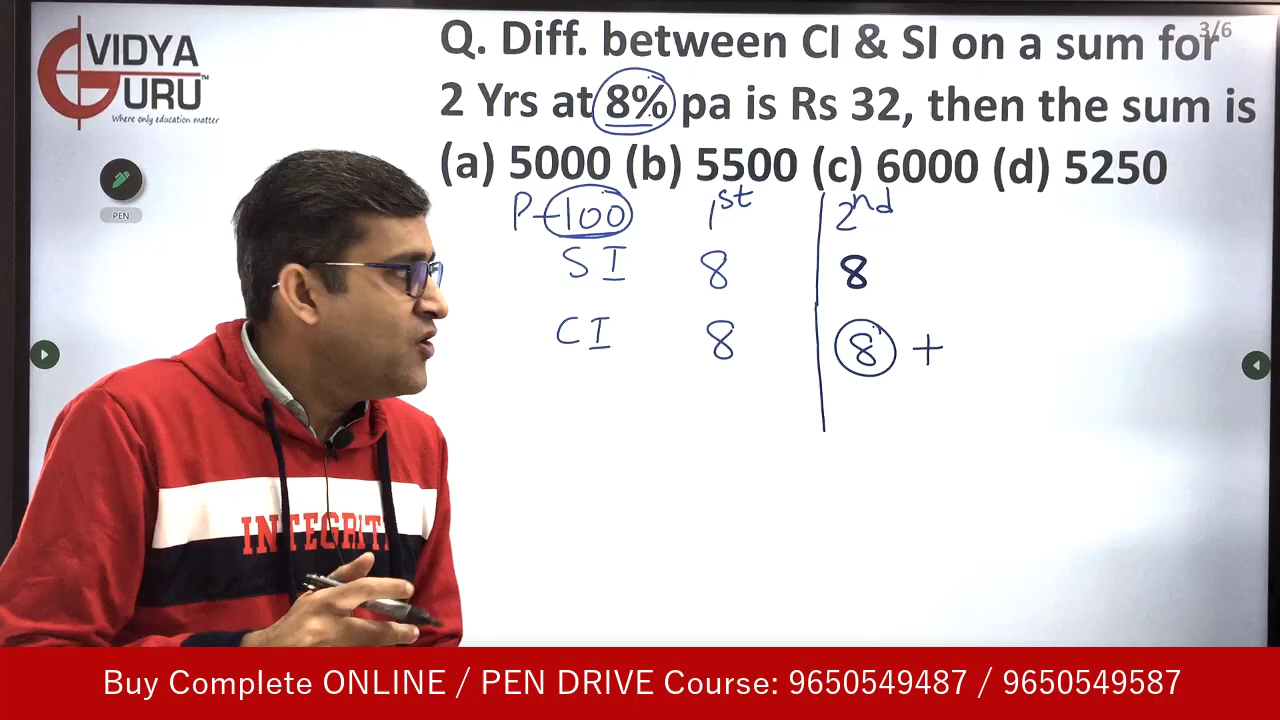 VIDYA
GURU™
Where only education matter
3/6
Q. Diff. between CI & SI on a sum for
2 Yrs at 8% pa is Rs 32, then the sum is
(a) 5000 (b) 5500 (c) 6000 (d) 5250
PEN
P-100 1st 2nd
SI 8 8
CI 8 8 +
INTEGRITI
Buy Complete ONLINE / PEN DRIVE Course: 9650549487 / 9650549587